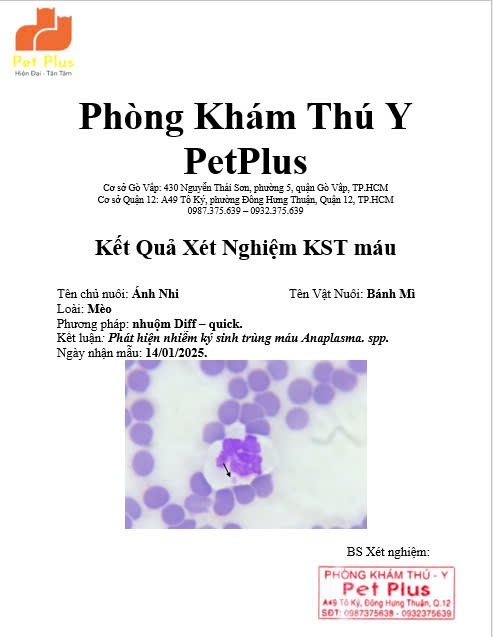 Pet Plus
Hiện Đại - Tận Tâm
Phòng Khám Thú Y
PetPlus
Cơ sở Gò Vấp: 430 Nguyễn Thái Sơn, phường 5, quận Gò Vấp, TP.HCM
Cơ sở Quận 12: A49 Tô Ký, phường Đông Hưng Thuận, Quận 12, TP.HCM
0987.375.639 – 0932.375.639
Kết Quả Xét Nghiệm KST máu
Tên chủ nuôi: Ánh Nhi Tên Vật Nuôi: Bánh Mì
Loài: Mèo
Phương pháp: nhuộm Diff – quick.
Kết luận: Phát hiện nhiễm ký sinh trùng máu Anaplasma. spp.
Ngày nhận mẫu: 14/01/2025.
BS Xét nghiệm:
PHÒNG KHÁM THÚ - Y
Pet Plus
A49 Tô Ký, Đông Hưng Thuận, Q.12
SĐT: 0987375638 - 0932375639